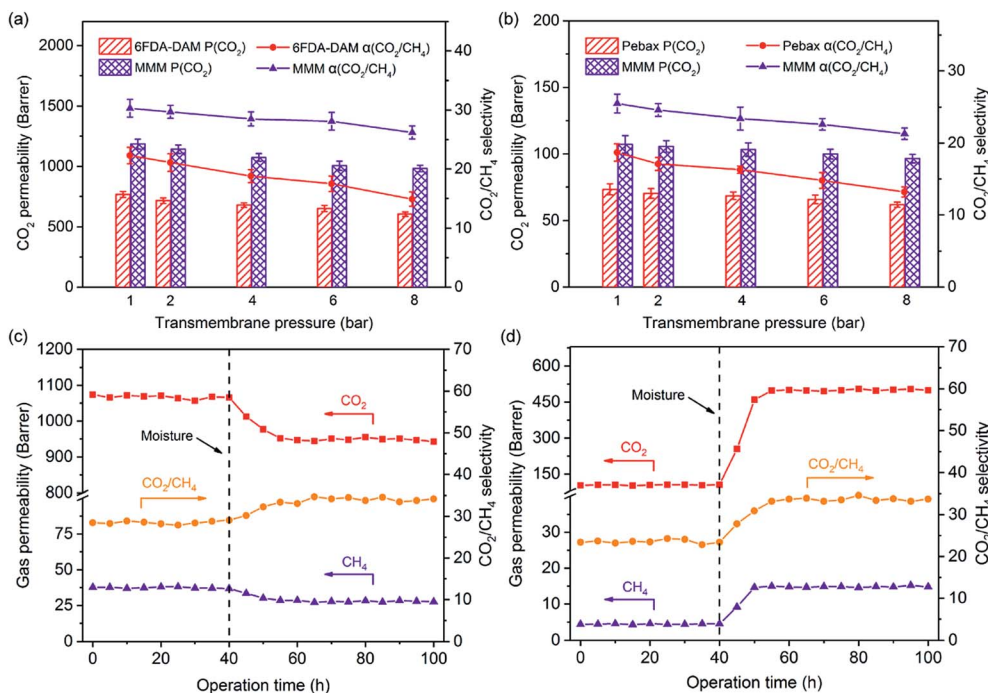 (a)
2000
1500
1000
500
0
CO2 permeability (Barrer)
6FDA-DAM P(CO2)
MMM P(CO2)
6FDA-DAM α(CO2/CH4)
MMM α(CO2/CH4)
40
30
20
10
0
CO2/CH4 selectivity
1 2 4 6 8
Transmembrane pressure (bar)
(b)
200
150
100
50
0
CO2 permeability (Barrer)
Pebax P(CO2)
MMM P(CO2)
Pebax α(CO2/CH4)
MMM α(CO2/CH4)
30
20
10
0
CO2/CH4 selectivity
1 2 4 6 8
Transmembrane pressure (bar)
(c)
1200
1100
1000
950
900
800
75
50
25
0
Gas permeability (Barrer)
CO2
Moisture
CO2/CH4
CH4
70
60
50
40
30
20
10
0
CO2/CH4 selectivity
0 20 40 60 80 100
Operation time (h)
(d)
600
450
300
150
50
40
30
20
15
10
5
0
Gas permeability (Barrer)
Moisture
CO2
CO2/CH4
CH4
70
60
50
40
30
20
10
0
CO2/CH4 selectivity
0 20 40 60 80 100
Operation time (h)